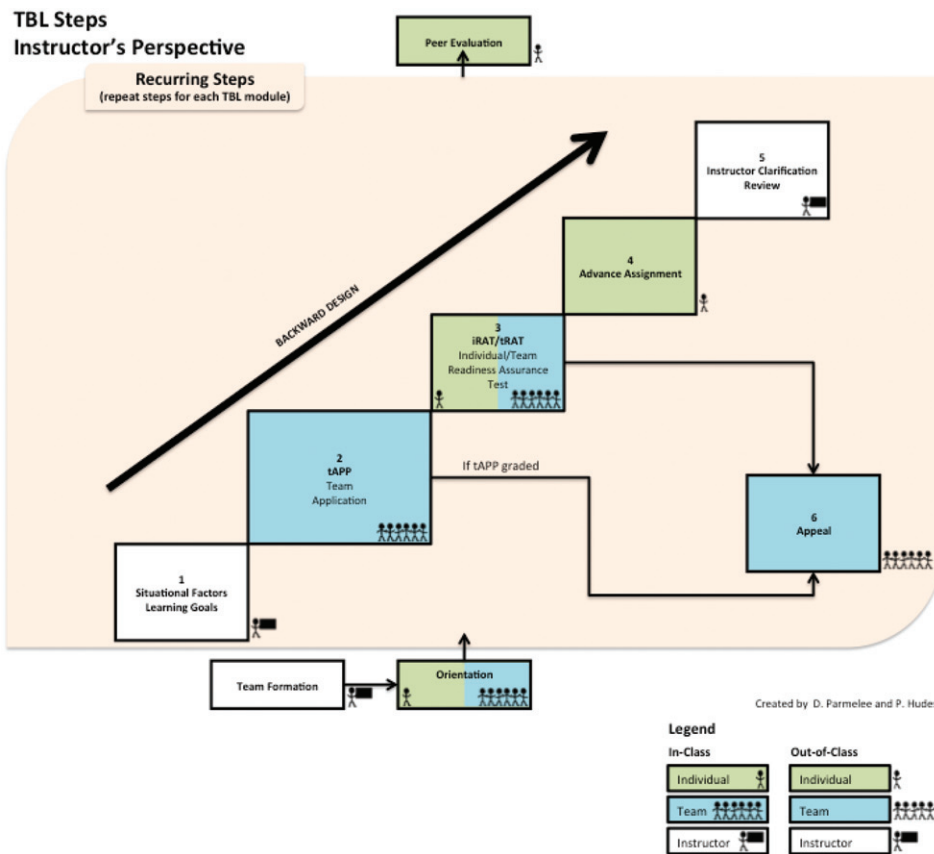 TBL Steps
Instructor's Perspective
Peer Evaluation
Recurring Steps
(repeat steps for each TBL module)
5
Instructor Clarification
Review
4
Advance Assignment
BACKWARD DESIGN
3
iRAT/tRAT
Individual/Team
Readiness Assurance
Test
2
tAPP
Team
Application
If tAPP graded
6
Appeal
1
Situational Factors
Learning Goals
Team Formation
Orientation
Created by D. Parmelee and P. Hude
Legend
In-Class
Out-of-Class
Individual
Individual
Team
Team
Instructor
Instructor